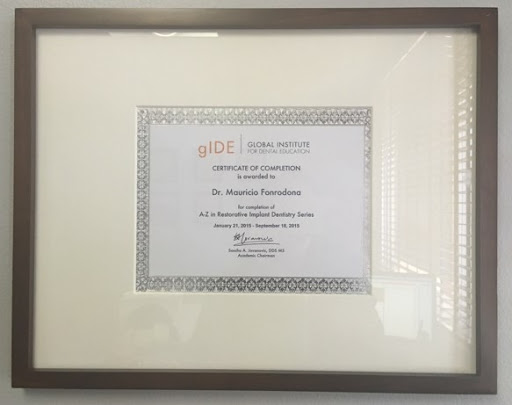 gIDE GLOBAL INSTITUTE
FOR DENTAL EDUCATION
CERTIFICATE OF COMPLETION
is awarded to
Dr. Mauricio Fonrodona
for completion of
A-Z in Restorative Implant Dentistry Series
January 21, 2015 - September 15, 2015
Academic Chairman